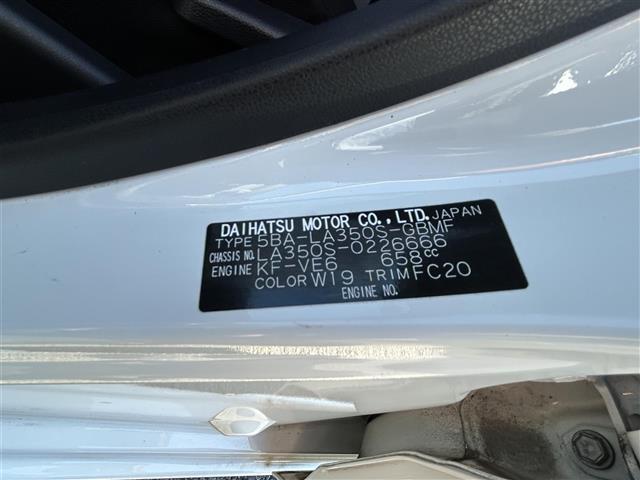 DAIHATSU MOTOR CO.,LTD.JAPAN
TYPE 5BA-LA350S-GBMF
CHASSIS NO. LA350S-0226666
ENGINE KF-VE6 658cc
COLOR W19 TRIM FC20
ENGINE NO.